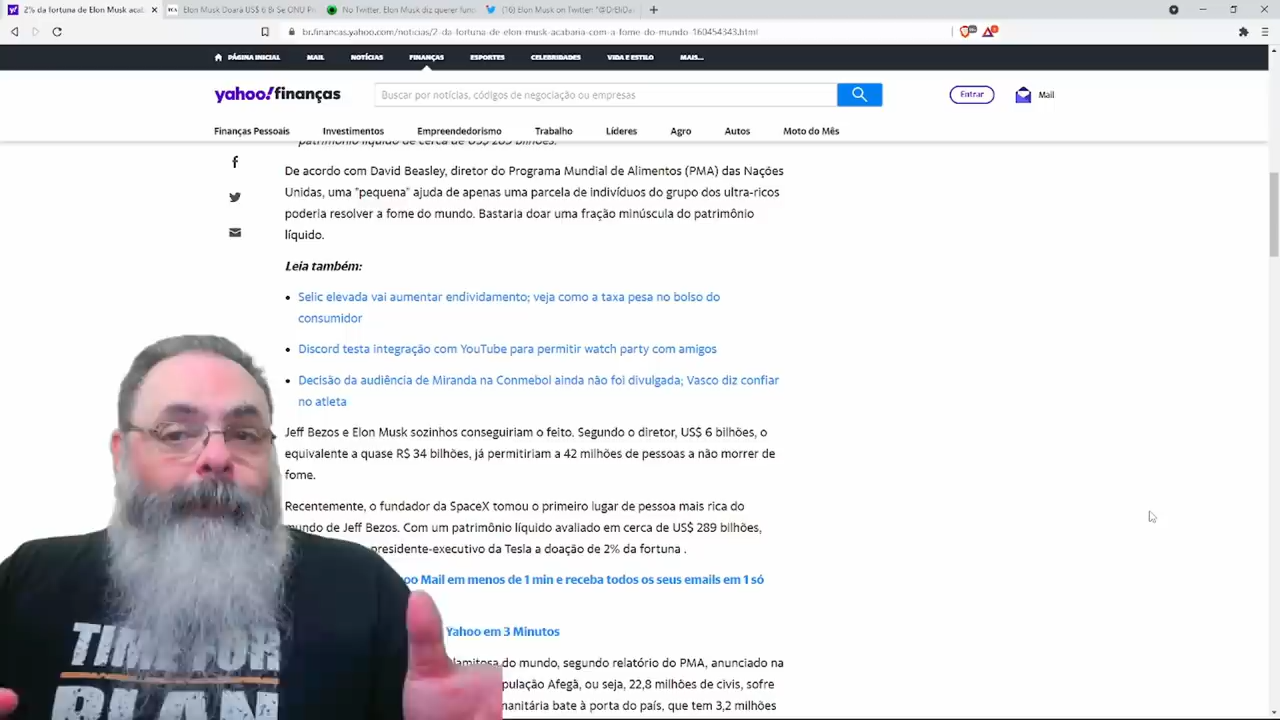 2% da fortuna de Elon Musk acab
Elon Musk Doará US$ 6 Bi Se ONU P
No Twitter, Elon Musk diz querer fun
(16) Elon Musk on Twitter: "@DrEliDa
br.financas.yahoo.com/noticias/2-da-fortuna-de-elon-musk-acabaria-com-a-fome-do-mundo-160454343.html
PÁGINA INICIAL MAIL NOTÍCIAS FINANÇAS ESPORTES CELEBRIDADES VIDA E ESTILO MAIS...
yahoo!finanças
Buscar por notícias, códigos de negociação ou empresas
Entrar
Mail
Finanças Pessoais Investimentos Empreendedorismo Trabalho Líderes Agro Autos Moto do Mês
patrimônio líquido de cerca de US$ 289 bilhões.
De acordo com David Beasley, diretor do Programa Mundial de Alimentos (PMA) das Nações
Unidas, uma "pequena" ajuda de apenas uma parcela de indivíduos do grupo dos ultra-ricos
poderia resolver a fome do mundo. Bastaria doar uma fração minúscula do patrimônio
líquido.
Leia também:
Selic elevada vai aumentar endividamento; veja como a taxa pesa no bolso do
consumidor
Discord testa integração com YouTube para permitir watch party com amigos
Decisão da audiência de Miranda na Conmebol ainda não foi divulgada; Vasco diz confiar
no atleta
Jeff Bezos e Elon Musk sozinhos conseguiriam o feito. Segundo o diretor, US$ 6 bilhões, o
equivalente a quase R$ 34 bilhões, já permitiriam a 42 milhões de pessoas a não morrer de
fome.
Recentemente, o fundador da SpaceX tomou o primeiro lugar de pessoa mais rica do
mundo de Jeff Bezos. Com um patrimônio líquido avaliado em cerca de US$ 289 bilhões,
presidente-executivo da Tesla a doação de 2% da fortuna .
oo Mail em menos de 1 min e receba todos os seus emails em 1 só
Yahoo em 3 Minutos
lamitosa do mundo, segundo relatório do PMA, anunciado na
pulação Afegã, ou seja, 22,8 milhões de civis, sofre
manitária bate à porta do país, que tem 3,2 milhões